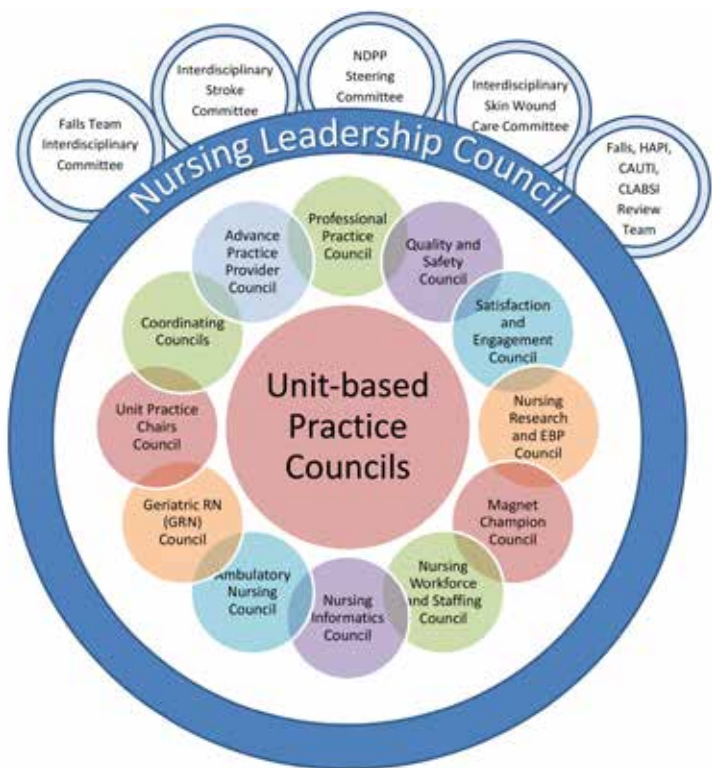 Falls Team
Interdisciplinary
Committee
Interdisciplinary
Stroke
Committee
NDPP
Steering
Committee
Interdisciplinary
Skin Wound
Care Committee
Falls, HAPI,
CAUTI,
CLABSI
Review
Team
Nursing Leadership Council
Professional
Practice
Council
Quality and
Safety
Council
Satisfaction
and
Engagement
Council
Nursing
Research
and EBP
Council
Magnet
Champion
Council
Nursing
Workforce
and Staffing
Council
Nursing
Informatics
Council
Ambulatory
Nursing
Council
Geriatric RN
(GRN)
Council
Unit Practice
Chairs
Council
Coordinating
Councils
Advance
Practice
Provider
Council
Unit-based
Practice
Councils